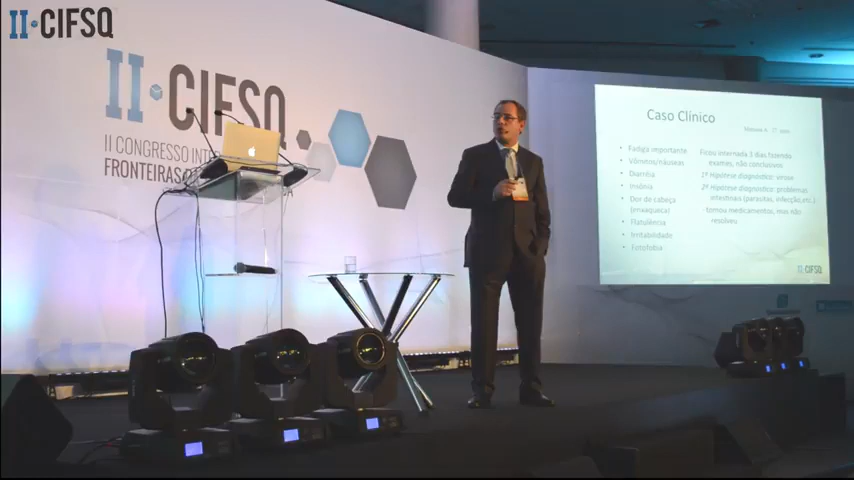 II·CIFSQ
II·CIFSQ
II CONGRESSO INTER
FRONTEIRAS
Caso Clínico
Fadiga importante
Vômitos/náuseas
Diarréia
Insônia
Dor de cabeça
(enxaqueca)
Flatulência
Irritabilidade
Ficou internada 3 dias fazendo
exames, não conclusivos
1ª Hipótese diagnóstica: virose
2ª Hipótese diagnóstica: problemas
intestinais (parasitas, infecção, etc.)
tomou medicamentos, mas não
resolveu
II·CIFSQ